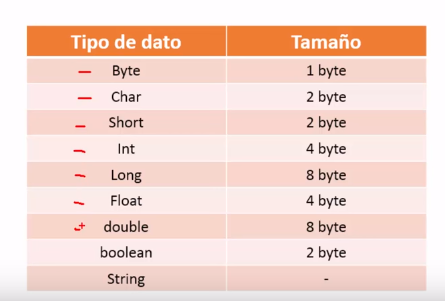 Tipo de dato Tamaño
Byte 1 byte
Char 2 byte
Short 2 byte
Int 4 byte
Long 8 byte
Float 4 byte
double 8 byte
boolean 2 byte
String -